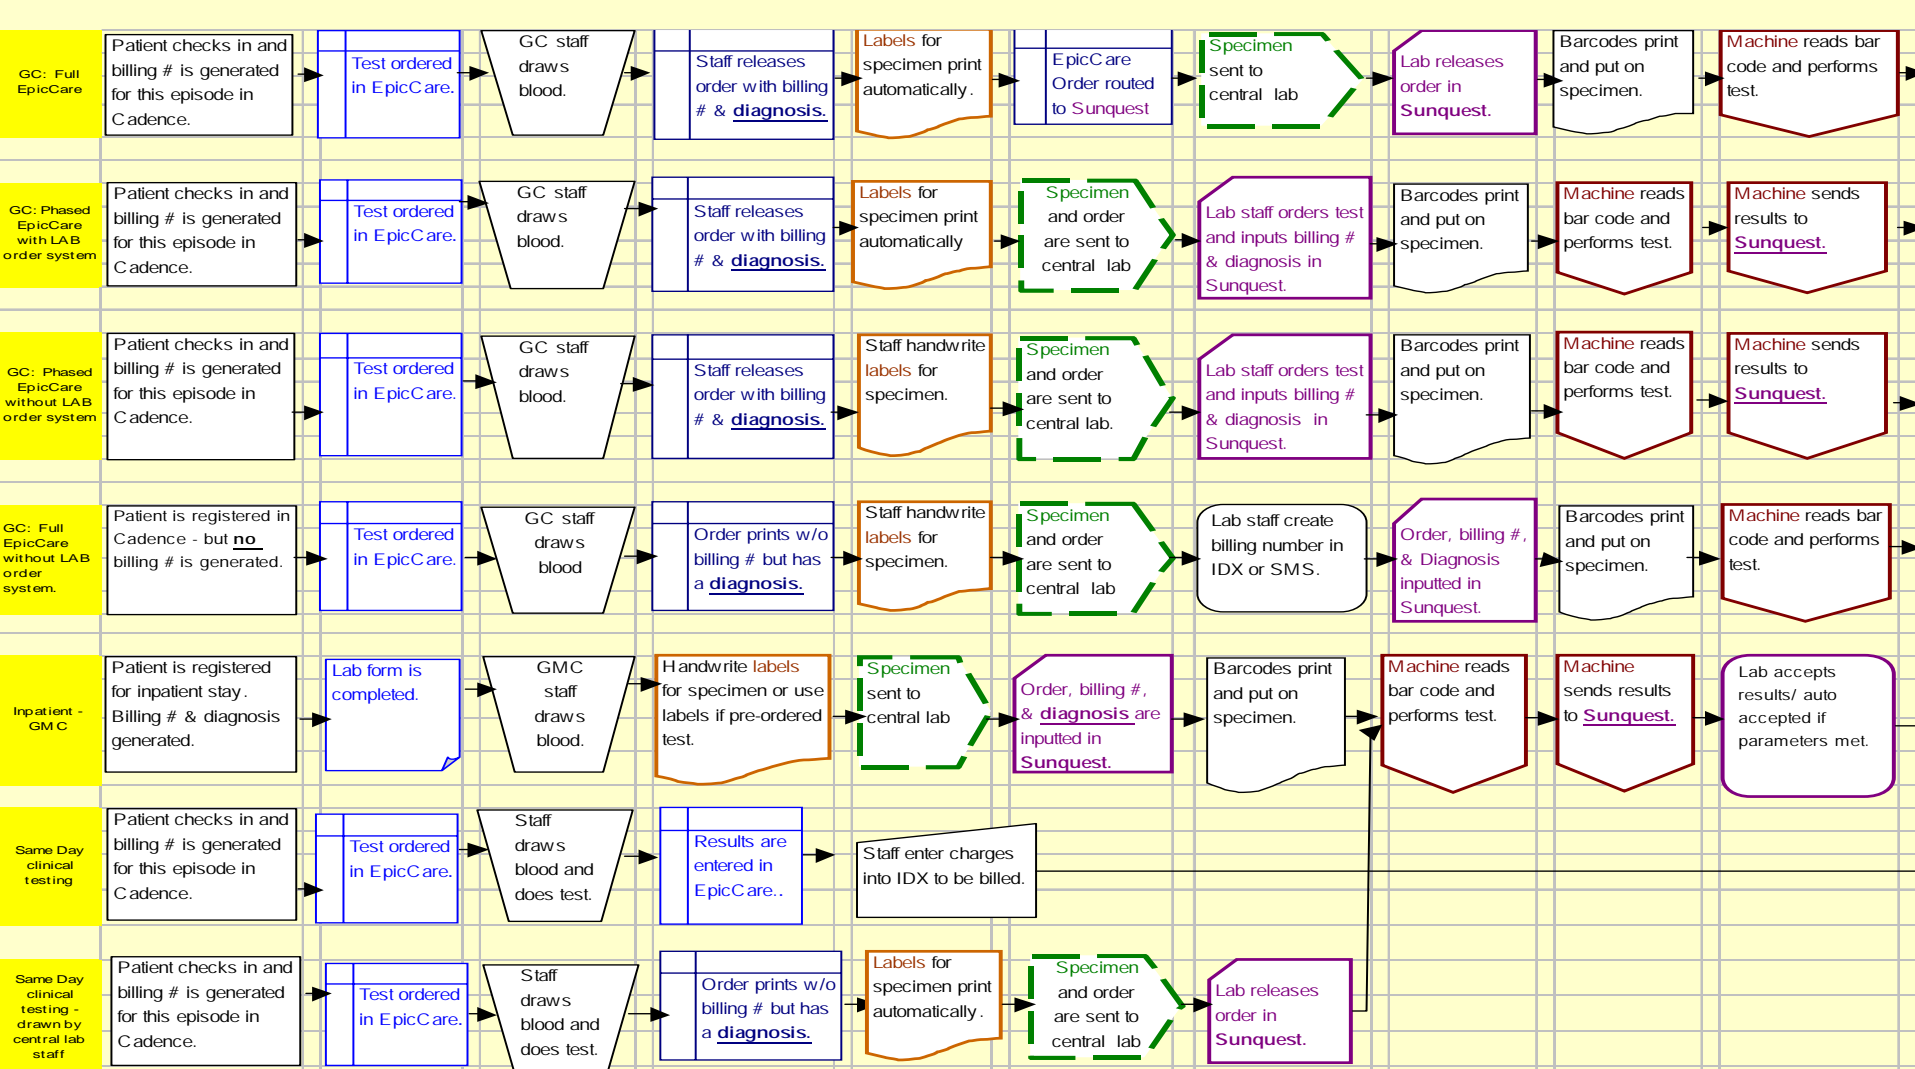 GC: Full
EpicCare
Patient checks in and
billing # is generated
for this episode in
Cadence.
Test ordered
in EpicCare.
GC staff
draws
blood.
Staff releases
order with billing
# & diagnosis.
Labels for
specimen print
automatically.
EpicCare
Order routed
to Sunquest
Specimen
sent to
central lab
Lab releases
order in
Sunquest.
Barcodes print
and put on
specimen.
Machine reads bar
code and performs
test.
GC: Phased
EpicCare
with LAB
order system
Patient checks in and
billing # is generated
for this episode in
Cadence.
Test ordered
in EpicCare.
GC staff
draws
blood.
Staff releases
order with billing
# & diagnosis.
Labels for
specimen print
automatically
Specimen
and order
are sent to
central lab
Lab staff orders test
and inputs billing #
& diagnosis in
Sunquest.
Barcodes print
and put on
specimen.
Machine reads
bar code and
performs test.
Machine sends
results to
Sunquest.
GC: Phased
EpicCare
without LAB
order system
Patient checks in and
billing # is generated
for this episode in
Cadence.
Test ordered
in EpicCare.
GC staff
draws
blood.
Staff releases
order with billing
# & diagnosis.
Staff handwrite
labels for
specimen.
Specimen
and order
are sent to
central lab.
Lab staff orders test
and inputs billing #
& diagnosis in
Sunquest.
Barcodes print
and put on
specimen.
Machine reads
bar code and
performs test.
Machine sends
results to
Sunquest.
GC: Full
EpicCare
without LAB
order
system.
Patient is registered in
Cadence - but no
billing # is generated.
Test ordered
in EpicCare.
GC staff
draws
blood
Order prints w/o
billing # but has
a diagnosis.
Staff handwrite
labels for
specimen.
Specimen
and order
are sent to
central lab
Lab staff create
billing number in
IDX or SMS.
Order, billing #,
& Diagnosis
inputted in
Sunquest.
Barcodes print
and put on
specimen.
Machine reads bar
code and performs
test.
Inpatient -
GMC
Patient is registered
for inpatient stay.
Billing # & diagnosis
generated.
Lab form is
completed.
GMC
staff
draws
blood.
Handwrite labels
for specimen or use
labels if pre-ordered
test.
Specimen
sent to
central lab
Order, billing #,
& diagnosis are
inputted in
Sunquest.
Barcodes print
and put on
specimen.
Machine reads
bar code and
performs test.
Machine
sends results
to Sunquest.
Lab accepts
results/ auto
accepted if
parameters met.
Same Day
clinical
testing
Patient checks in and
billing # is generated
for this episode in
Cadence.
Test ordered
in EpicCare.
Staff
draws
blood and
does test.
Results are
entered in
EpicCare..
Staff enter charges
into IDX to be billed.
Same Day
clinical
testing -
drawn by
central lab
staff
Patient checks in and
billing # is generated
for this episode in
Cadence.
Test ordered
in EpicCare.
Staff
draws
blood and
does test.
Order prints w/o
billing # but has
a diagnosis.
Labels for
specimen print
automatically.
Specimen
and order
are sent to
central lab
Lab releases
order in
Sunquest.